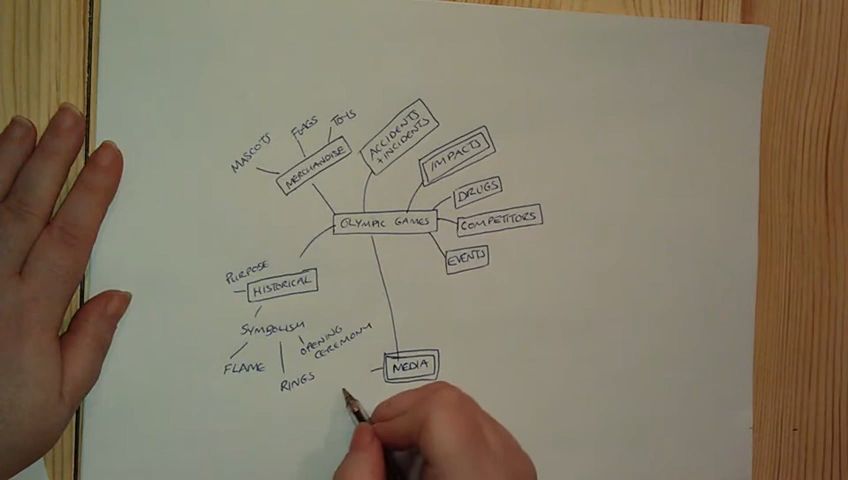 MASCOTS
FLAGS
TOYS
MERCHANDISE
ACCIDENTS
+INCIDENTS
IMPACTS
DRUGS
OLYMPIC GAMES
COMPETITORS
EVENTS
PURPOSE
HISTORICAL
SYMBOLISM
OPENING
CEREMONY
FLAME
RINGS
MEDIA